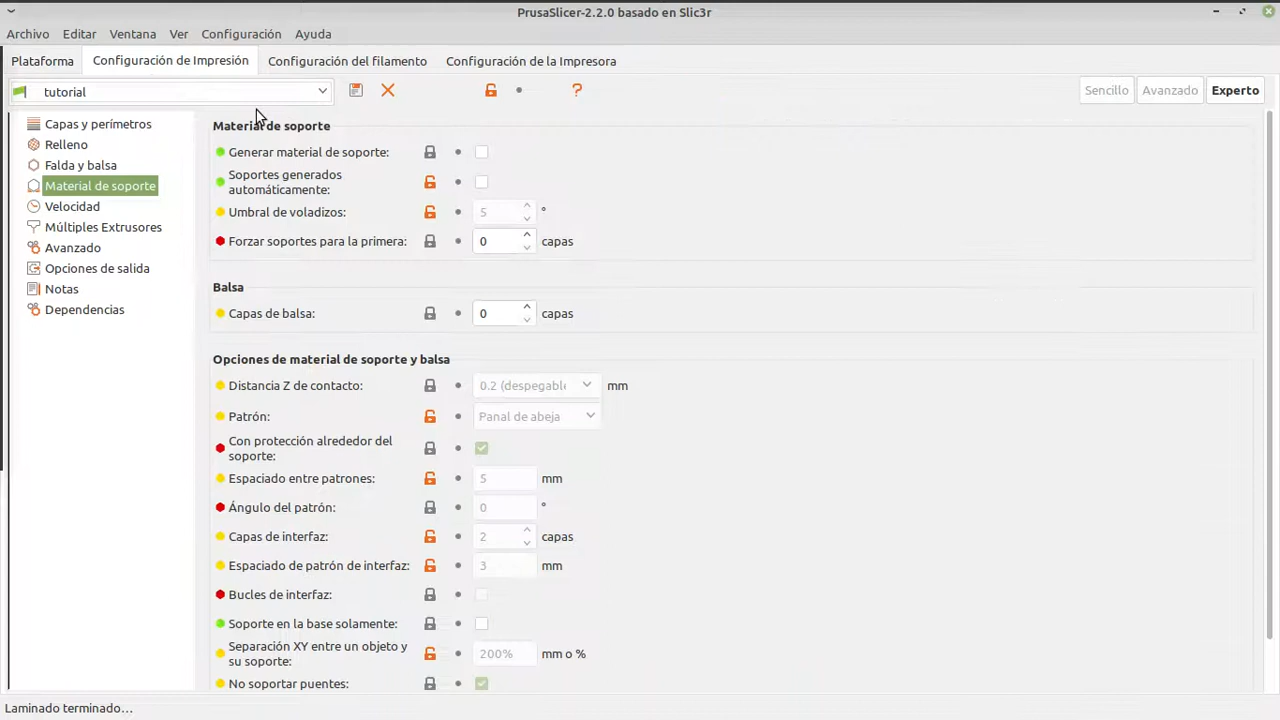 PrusaSlicer-2.2.0 basado en Slic3r
Archivo Editar Ventana Ver Configuración Ayuda
Plataforma Configuración de Impresión Configuración del filamento Configuración de la Impresora
tutorial ? Sencillo Avanzado Experto
Capas y perímetros
Relleno
Falda y balsa
Material de soporte
Velocidad
Múltiples Extrusores
Avanzado
Opciones de salida
Notas
Dependencias
Material de soporte
Generar material de soporte:
Soportes generados
automáticamente:
Umbral de voladizos: 5 °
Forzar soportes para la primera: 0 capas
Balsa
Capas de balsa: 0 capas
Opciones de material de soporte y balsa
Distancia Z de contacto: 0.2 (despegable mm
Patrón: Panal de abeja
Con protección alrededor del
soporte:
Espaciado entre patrones: 5 mm
Ángulo del patrón: 0 °
Capas de interfaz: 2 capas
Espaciado de patrón de interfaz: 3 mm
Bucles de interfaz:
Soporte en la base solamente:
Separación XY entre un objeto y
su soporte: 200% mm o %
No soportar puentes:
Laminado terminado…